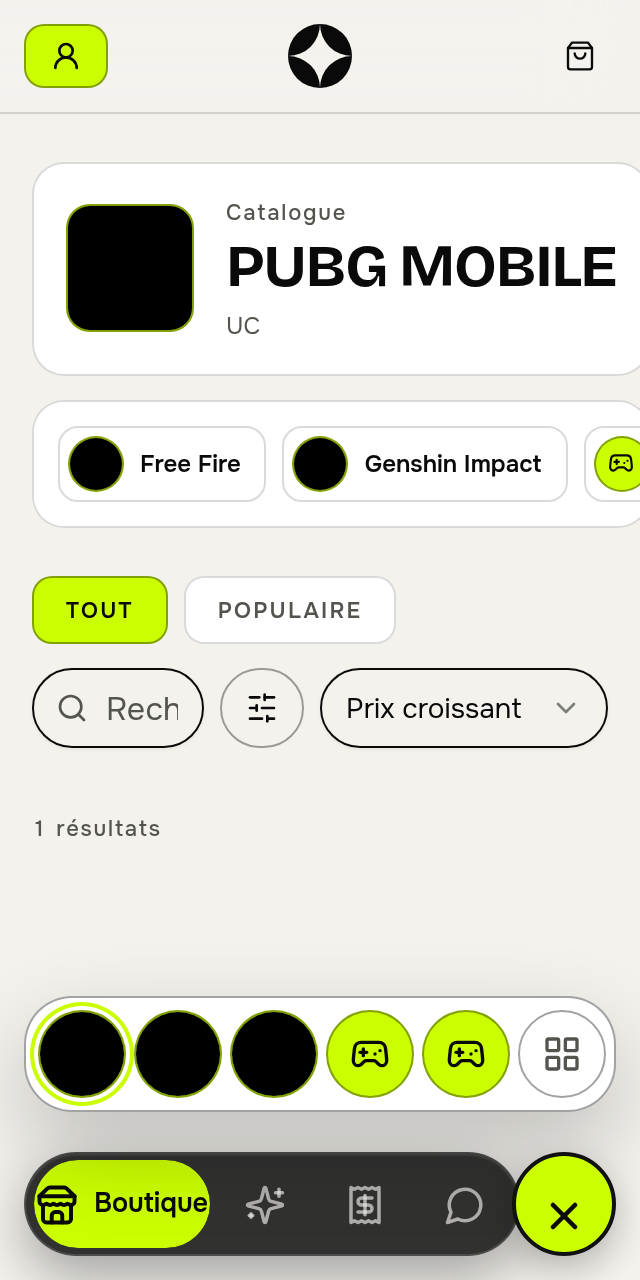 Catalogue
PUBG MOBILE
UC
Free Fire
Genshin Impact
TOUT
POPULAIRE
Rech
Prix croissant
1 résultats
Boutique